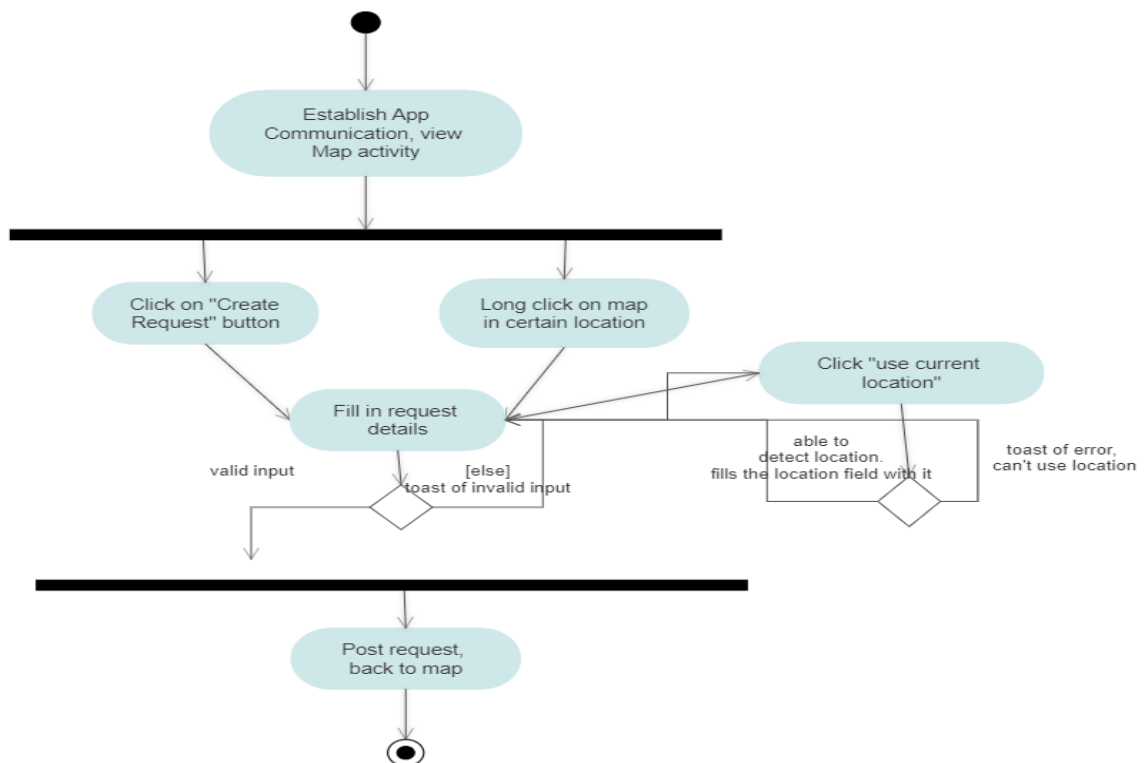 Establish App
Communication, view
Map activity
Click on "Create
Request" button
Long click on map
in certain location
Click "use current
location"
Fill in request
details
valid input
[else]
toast of invalid input
able to
detect location.
fills the location field with it
toast of error,
can't use location
Post request,
back to map